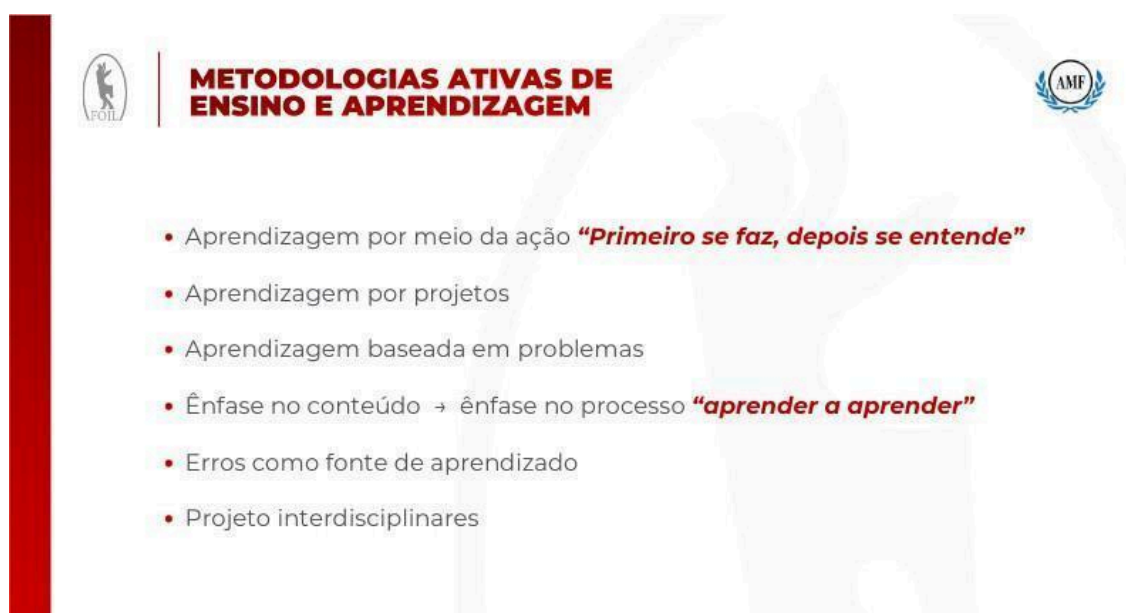 FOIL
METODOLOGIAS ATIVAS DE
ENSINO E APRENDIZAGEM
AMF
• Aprendizagem por meio da ação “Primeiro se faz, depois se entende”
• Aprendizagem por projetos
• Aprendizagem baseada em problemas
• Ênfase no conteúdo → ênfase no processo “aprender a aprender”
• Erros como fonte de aprendizado
• Projeto interdisciplinares